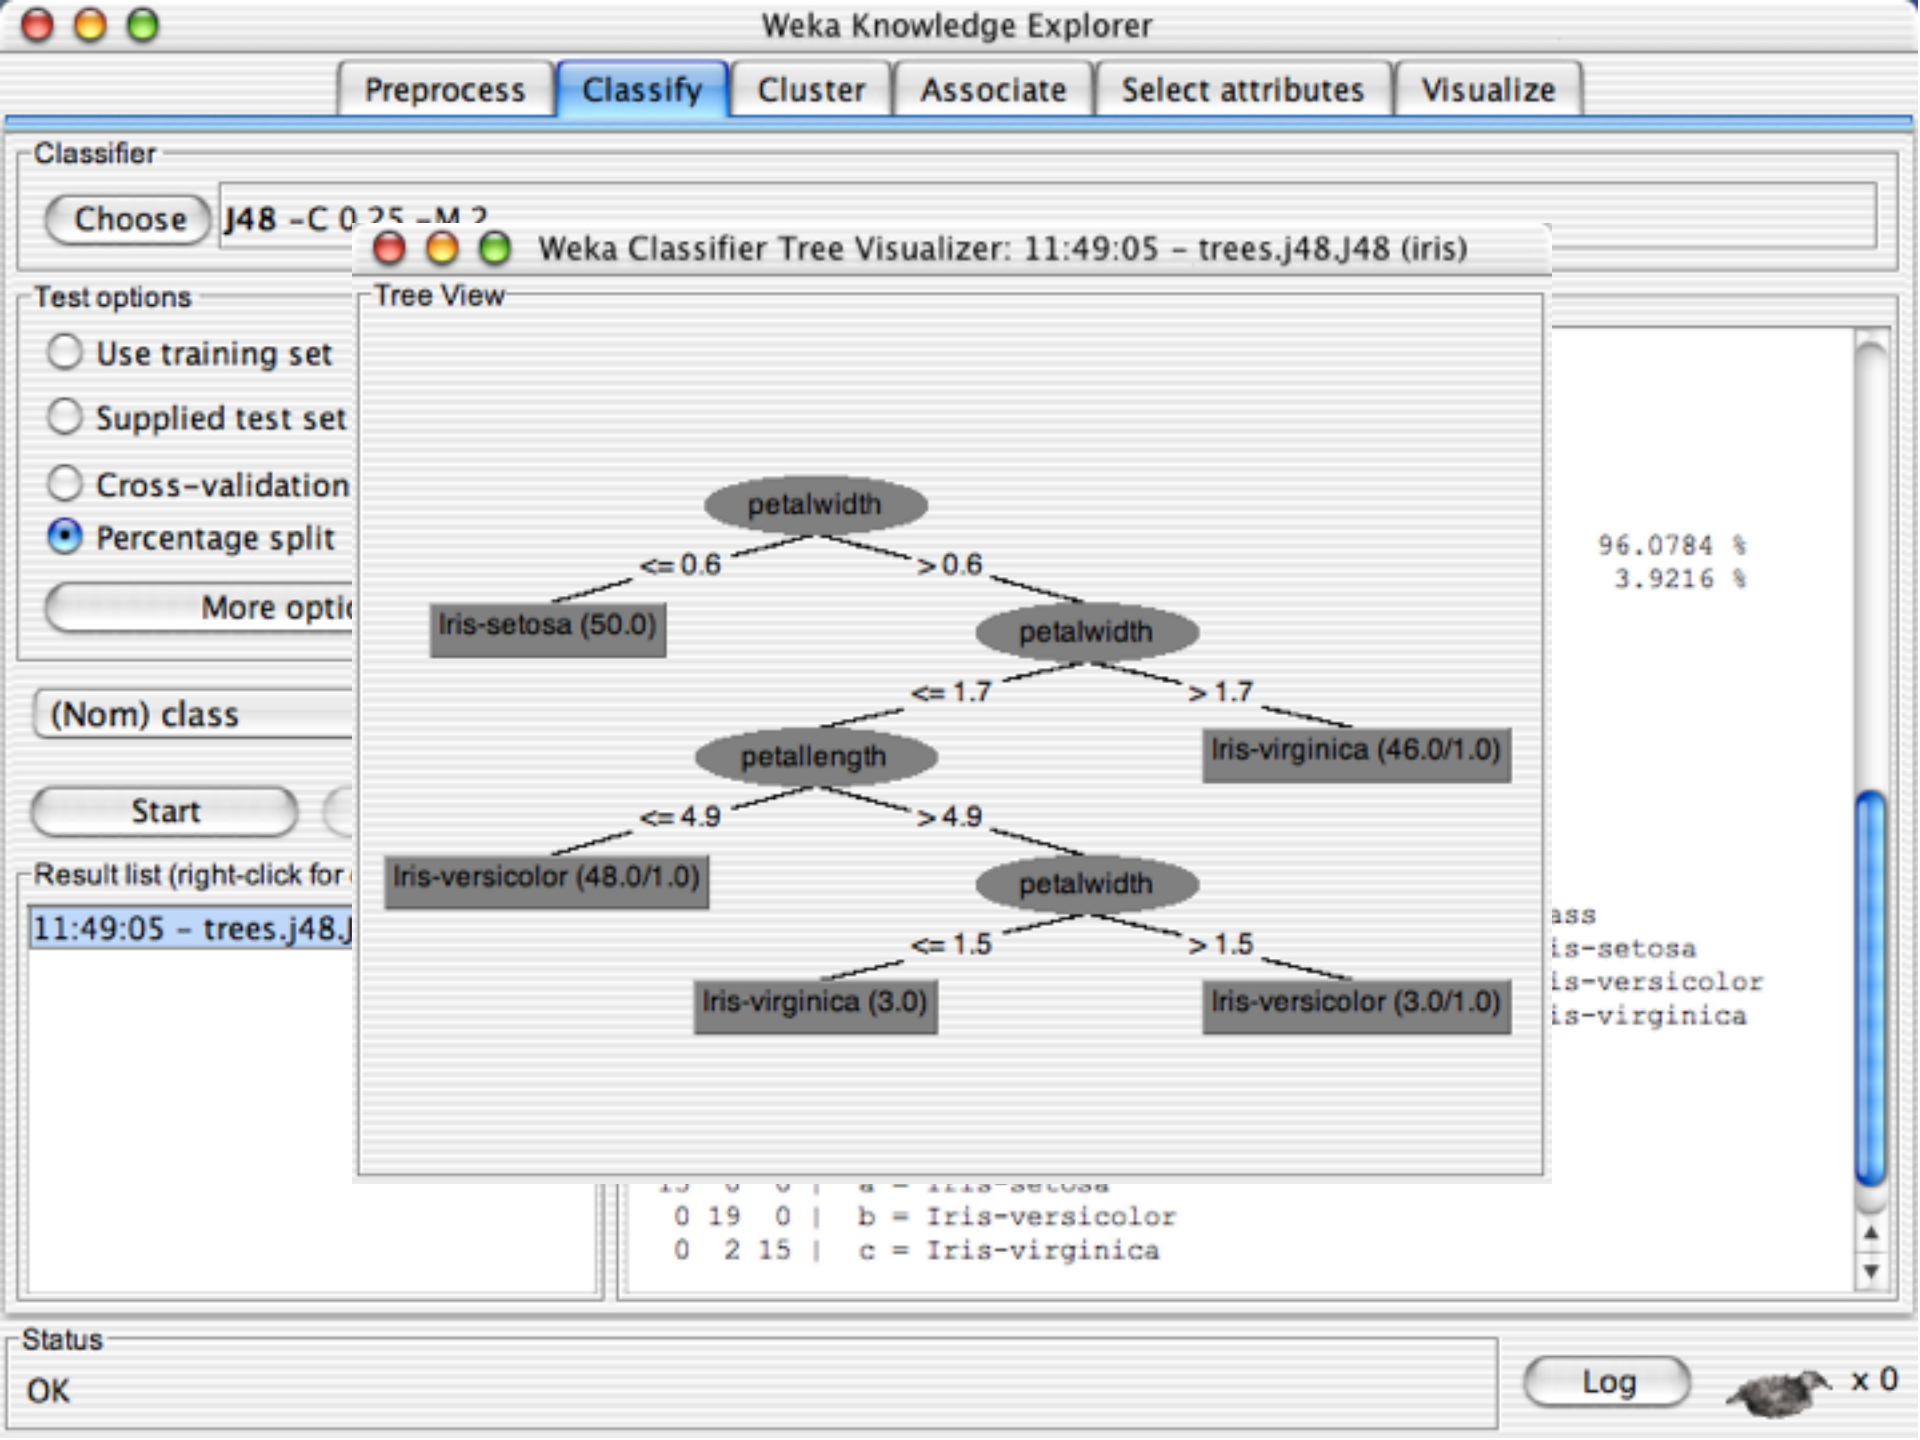 Weka Knowledge Explorer
Preprocess Classify Cluster Associate Select attributes Visualize
Classifier
Choose J48 -C 0.25 -M 2
Weka Classifier Tree Visualizer: 11:49:05 - trees.j48.J48 (iris)
Test options
Use training set
Supplied test set
Cross-validation
Percentage split
More
(Nom) class
Start
Result list (right-click for
11:49:05 - trees.j48.J
Tree View
petalwidth
<= 0.6 > 0.6
Iris-setosa (50.0) petalwidth
<= 1.7 > 1.7
petallength Iris-virginica (46.0/1.0)
<= 4.9 > 4.9
Iris-versicolor (48.0/1.0) petalwidth
<= 1.5 > 1.5
Iris-virginica (3.0) Iris-versicolor (3.0/1.0)
96.0784 %
3.9216 %
ass
is-setosa
is-versicolor
is-virginica
15 0 0 | a = Iris-setosa
0 19 0 | b = Iris-versicolor
0 2 15 | c = Iris-virginica
Status
OK
Log x 0